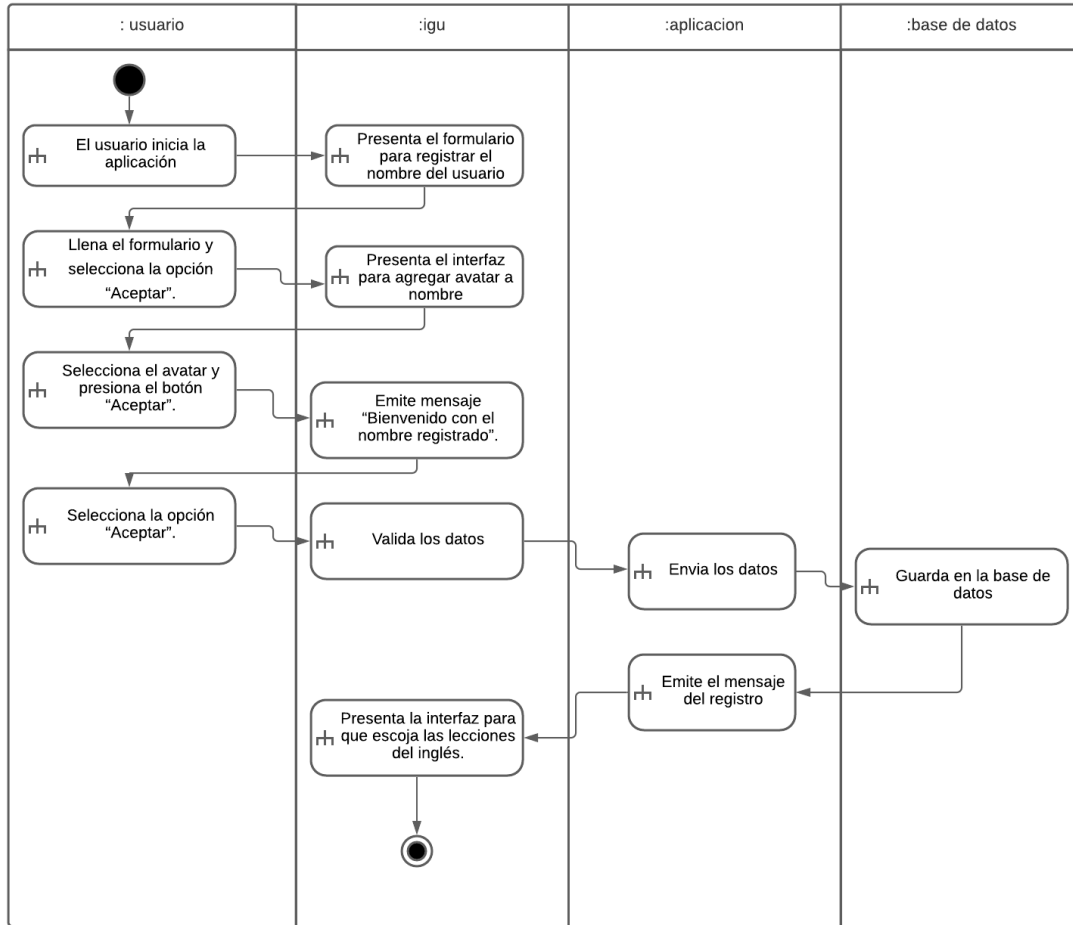 : usuario
:igu
:aplicacion
:base de datos
El usuario inicia la
aplicación
Presenta el formulario
para registrar el
nombre del usuario
Llena el formulario y
selecciona la opción
“Aceptar”.
Presenta el interfaz
para agregar avatar a
nombre
Selecciona el avatar y
presiona el botón
“Aceptar”.
Emite mensaje
“Bienvenido con el
nombre registrado”.
Selecciona la opción
“Aceptar”.
Valida los datos
Envia los datos
Guarda en la base de
datos
Emite el mensaje
del registro
Presenta la interfaz para
que escoja las lecciones
del inglés.